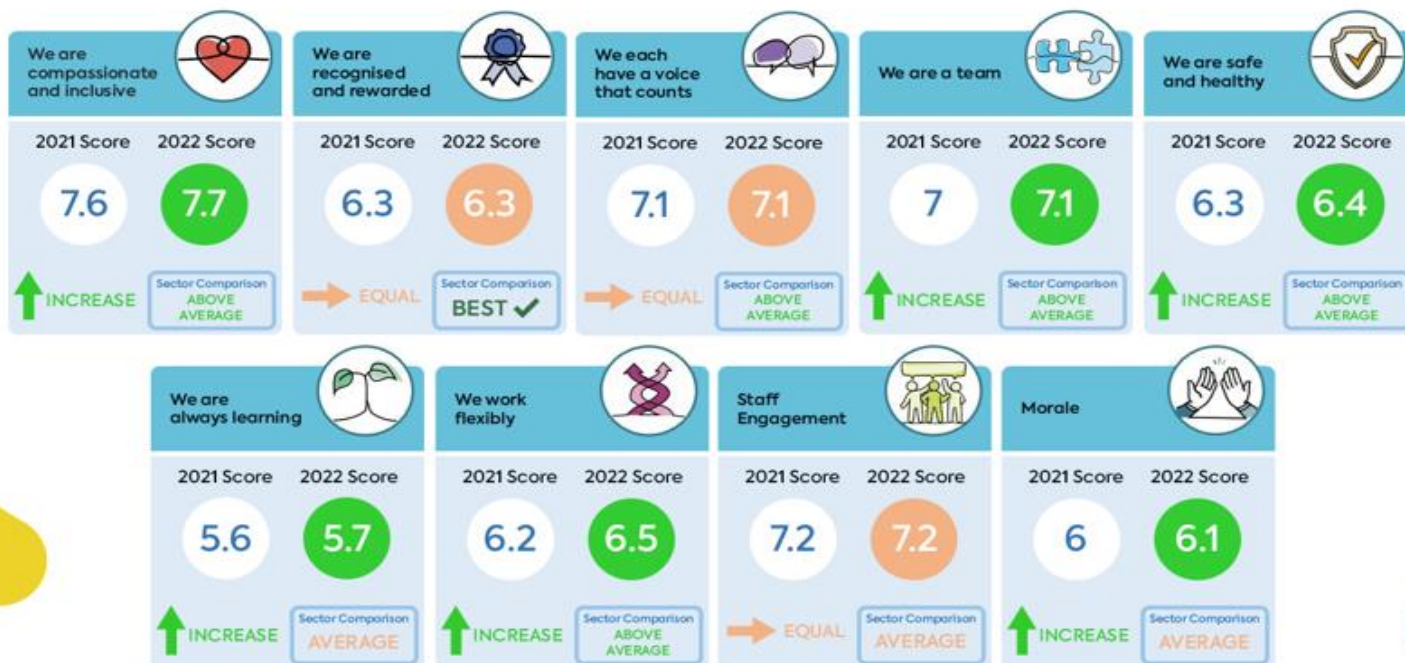 We are
compassionate
and inclusive
2021 Score 2022 Score
7.6 7.7
INCREASE
Sector Comparison
ABOVE
AVERAGE
We are
recognised
and rewarded
2021 Score 2022 Score
6.3 6.3
EQUAL
Sector Comparison
BEST
We each
have a voice
that counts
2021 Score 2022 Score
7.1 7.1
EQUAL
Sector Comparison
ABOVE
AVERAGE
We are a team
2021 Score 2022 Score
7 7.1
INCREASE
Sector Comparison
ABOVE
AVERAGE
We are safe
and healthy
2021 Score 2022 Score
6.3 6.4
INCREASE
Sector Comparison
ABOVE
AVERAGE
We are
always learning
2021 Score 2022 Score
5.6 5.7
INCREASE
Sector Comparison
AVERAGE
We work
flexibly
2021 Score 2022 Score
6.2 6.5
INCREASE
Sector Comparison
ABOVE
AVERAGE
Staff
Engagement
2021 Score 2022 Score
7.2 7.2
EQUAL
Sector Comparison
AVERAGE
Morale
2021 Score 2022 Score
6 6.1
INCREASE
Sector Comparison
AVERAGE